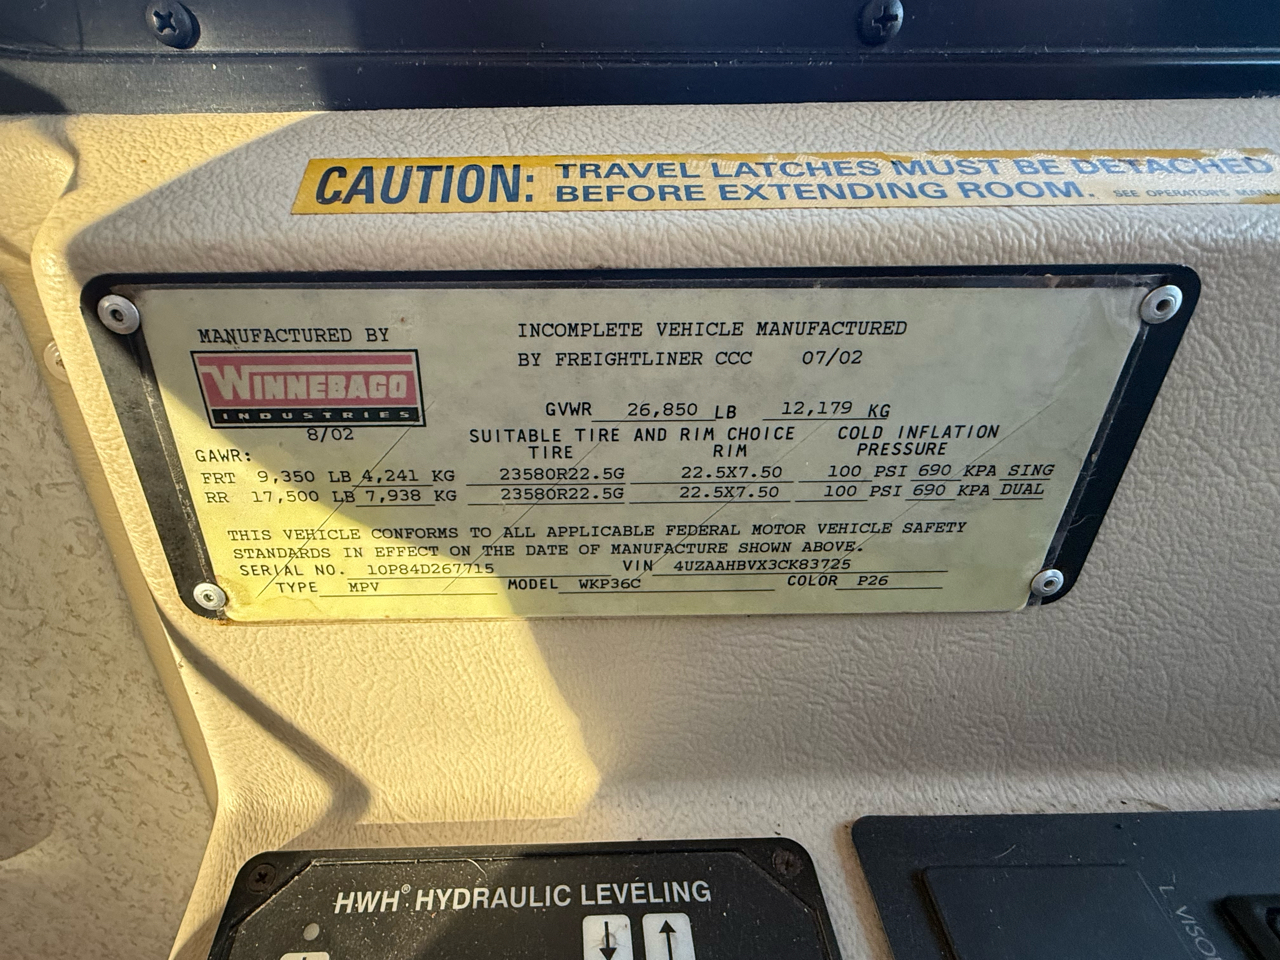 CAUTION: TRAVEL LATCHES MUST BE DETACHED
BEFORE EXTENDING ROOM. SEE OPERATOR'S
MANUFACTURED BY
WINNEBAGO
INDUSTRIES
8/02
INCOMPLETE VEHICLE MANUFACTURED
BY FREIGHTLINER CCC 07/02
GVWR 26,850 LB 12,179 KG
SUITABLE TIRE AND RIM CHOICE COLD INFLATION
GAWR: TIRE RIM PRESSURE
FRT 9,350 LB 4,241 KG 23580R22.5G 22.5X7.50 100 PSI 690 KPA SING
RR 17,500 LB 7,938 KG 23580R22.5G 22.5X7.50 100 PSI 690 KPA DUAL
THIS VEHICLE CONFORMS TO ALL APPLICABLE FEDERAL MOTOR VEHICLE SAFETY
STANDARDS IN EFFECT ON THE DATE OF MANUFACTURE SHOWN ABOVE.
SERIAL NO. 10P84D267715 VIN 4UZAAHBVX3CK83725
TYPE MPV MODEL WKP36C COLOR P26
HWH® HYDRAULIC LEVELING